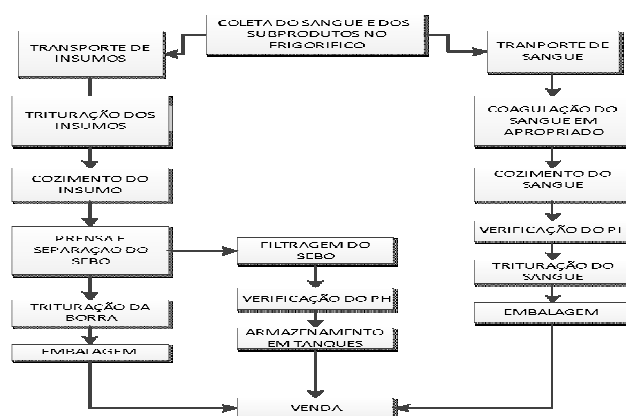 COLETA DO SANGUE E DOS
SUBPRODUTOS NO
FRIGORIFICO
TRANSPORTE DE
INSUMOS
TRITURAÇÃO DOS
INSUMOS
COZIMENTO DO
INSUMO
PRENSA E
SEPARAÇÃO DO
SEBO
TRITURAÇÃO DA
BORRA
EMBALAGEM
FILTRAGEM DO
SEBO
VERIFICAÇÃO DO PH
ARMAZENAMENTO
EM TANQUES
TRANPORTE DE
SANGUE
COAGULAÇÃO DO
SANGUE EM
APROPRIADO
COZIMENTO DO
SANGUE
VERIFICAÇÃO DO
TRITURAÇÃO DO
SANGUE
EMBALAGEM
VENDA